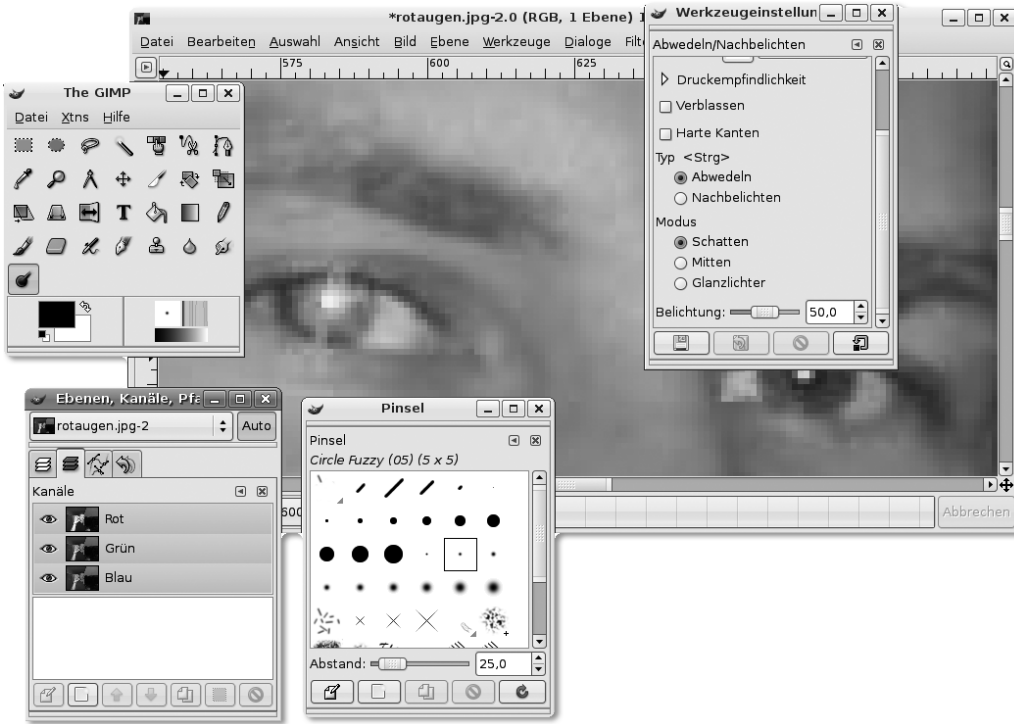 *rotaugen.jpg-2.0 (RGB, 1 Ebene) 1
Datei Bearbeiten Auswahl Ansicht Bild Ebene Werkzeuge Dialoge Filt
575 600 625
The GIMP
Datei Xtns Hilfe
Werkzeugeinstellun
Abwedeln/Nachbelichten
Druckempfindlichkeit
Verblassen
Harte Kanten
Typ <Strg>
Abwedeln
Nachbelichten
Modus
Schatten
Mitten
Glanzlichter
Belichtung: 50,0
Ebenen, Kanäle, Pfa
rotaugen.jpg-2 Auto
Kanäle
Rot
Grün
Blau
Pinsel
Pinsel
Circle Fuzzy (05) (5 x 5)
Abstand: 25,0
Abbrechen